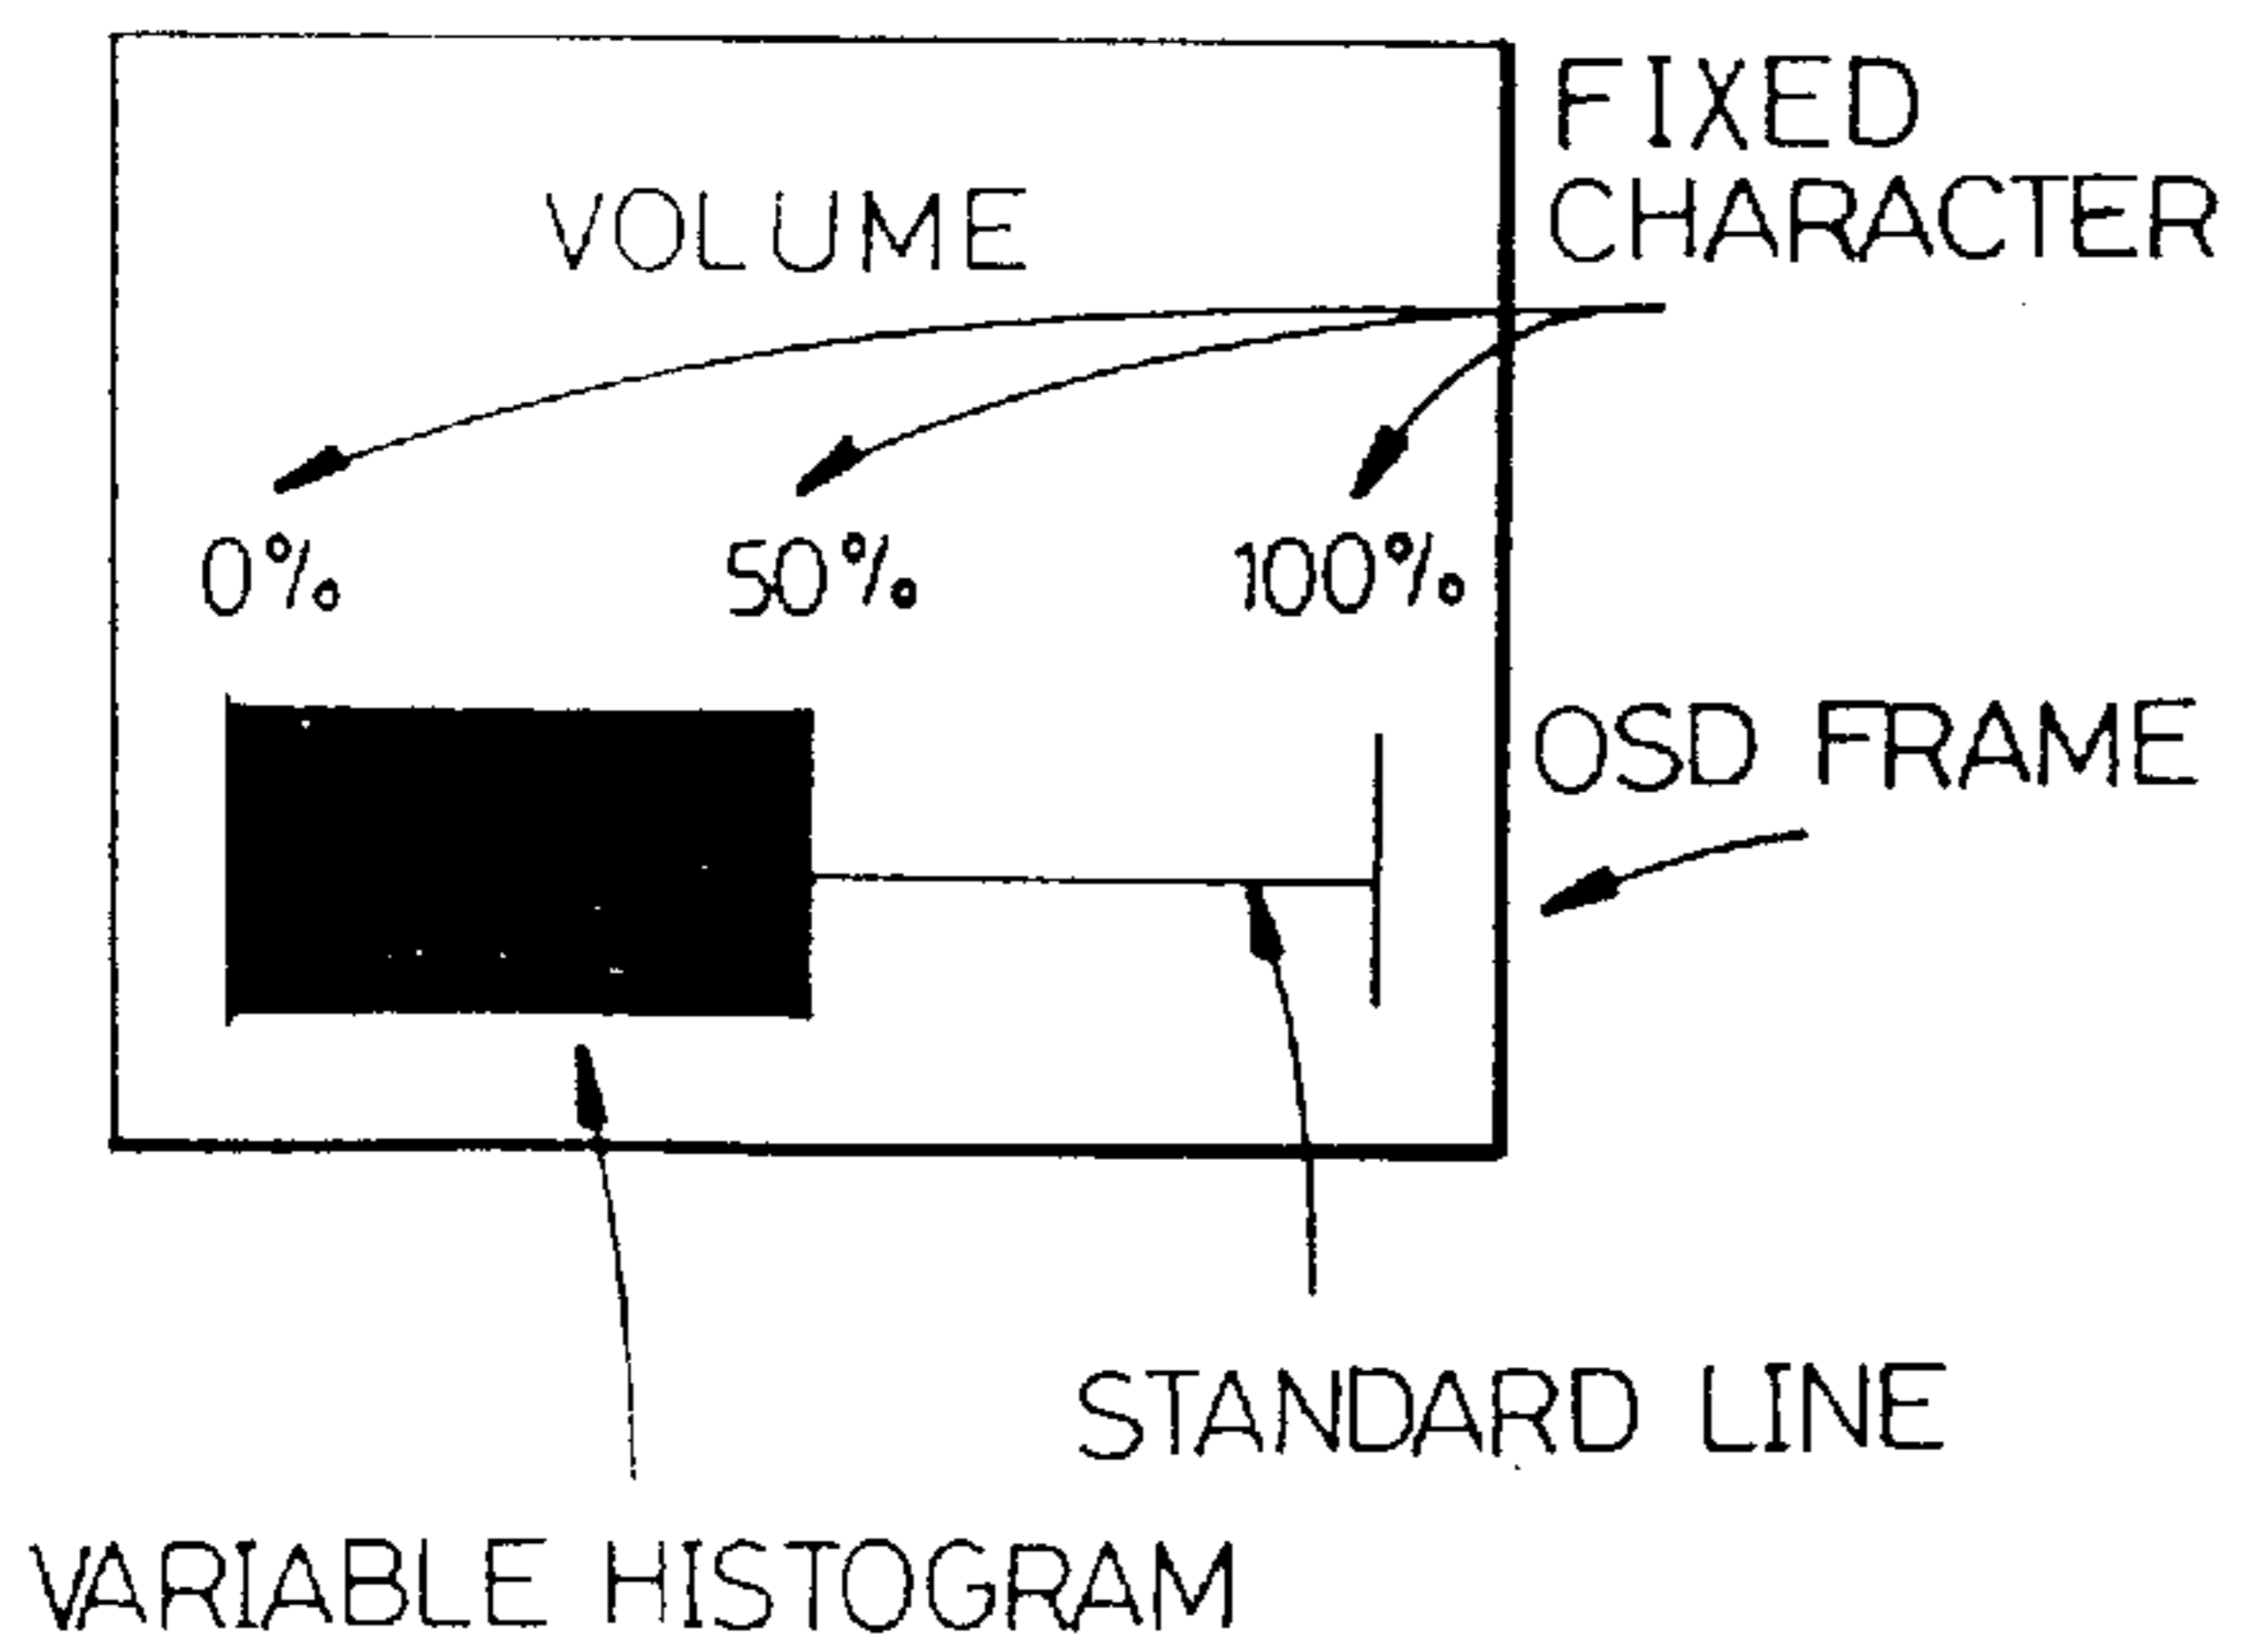 FIXED
CHARACTER
VOLUME
0% 50% 100%
OSD FRAME
STANDARD LINE
VARIABLE HISTOGRAM